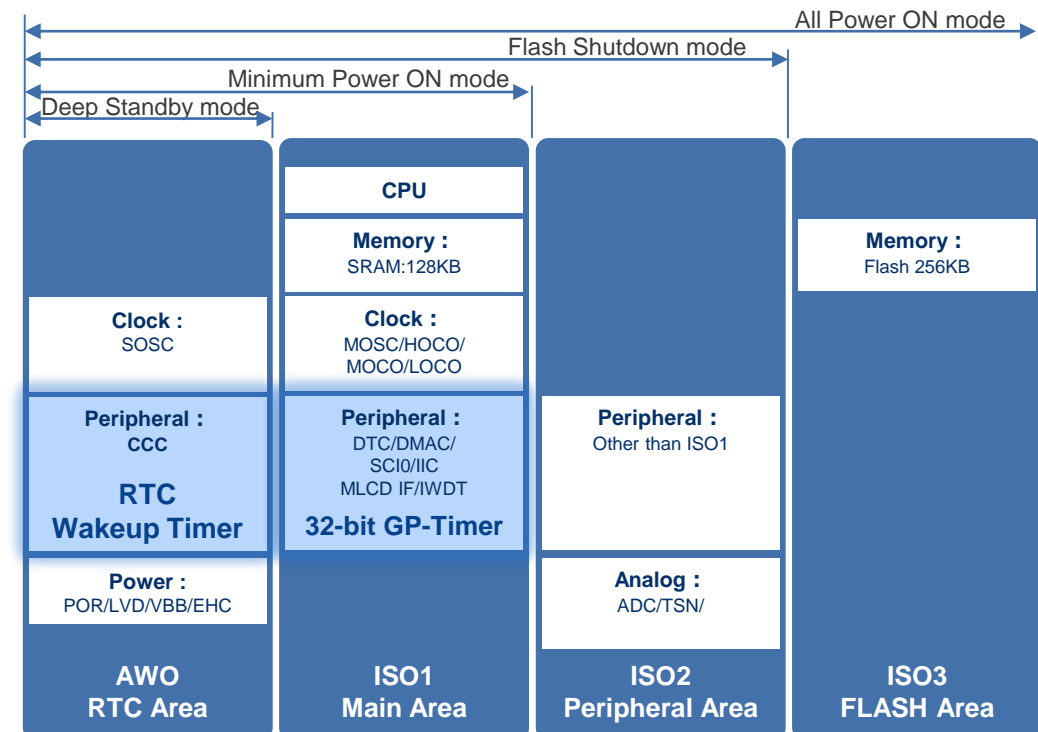 All Power ON mode
Flash Shutdown mode
Minimum Power ON mode
Deep Standby mode
Clock :
SOSC
Peripheral :
CCC
RTC
Wakeup Timer
Power :
POR/LVD/VBB/EHC
AWO
RTC Area
CPU
Memory :
SRAM:128KB
Clock :
MOSC/HOCO/
MOCO/LOCO
Peripheral :
DTC/DMAC/
SCI0/IIC
MLCD IF/IWDT
32-bit GP-Timer
ISO1
Main Area
Peripheral :
Other than ISO1
Analog :
ADC/TSN/
ISO2
Peripheral Area
Memory :
Flash 256KB
ISO3
FLASH Area